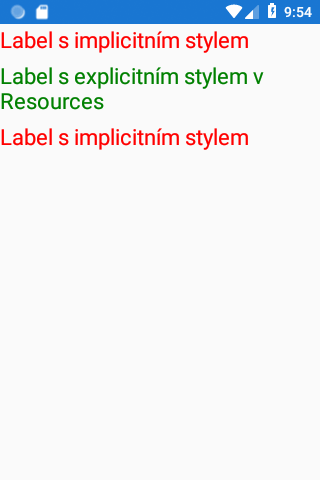 9:54
Label s implicitním stylem
Label s explicitním stylem v
Resources
Label s implicitním stylem